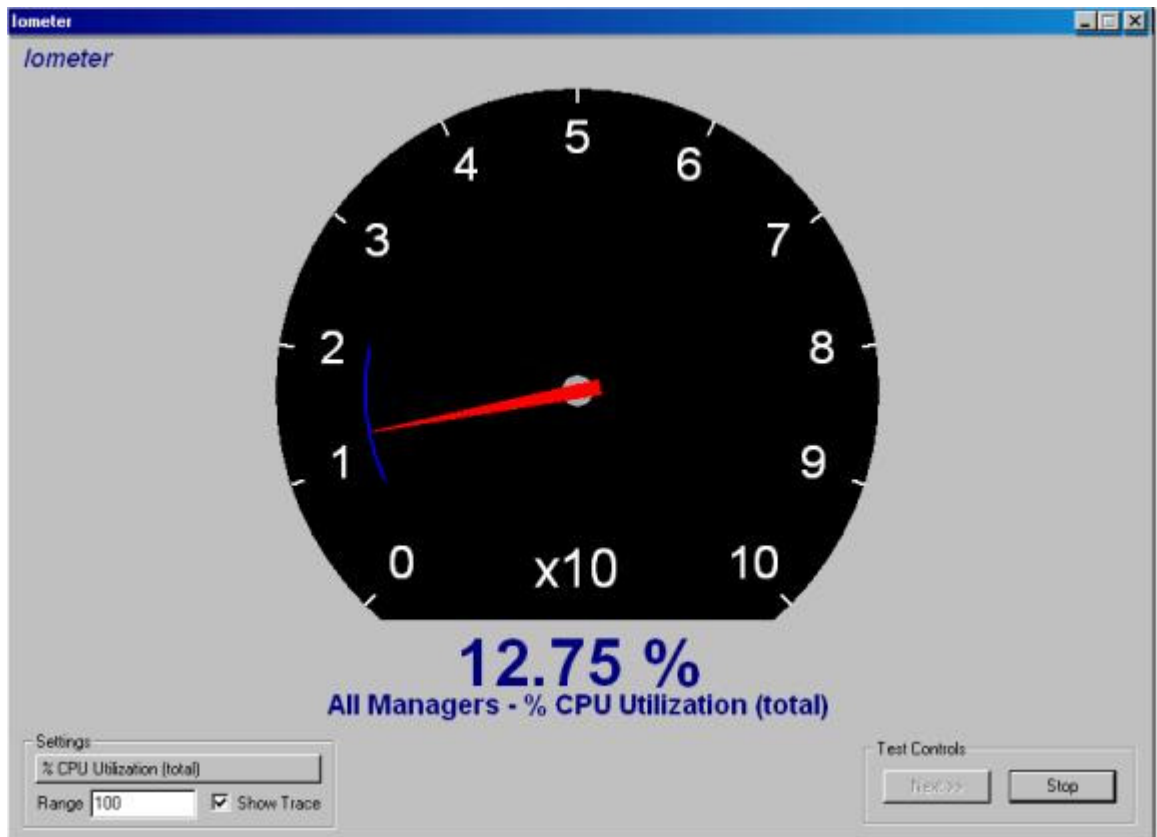 Iometer
Iometer
5
4
6
3
7
2
8
1
9
0
x10
10
12.75 %
All Managers - % CPU Utilization (total)
Settings
% CPU Utilization (total)
Range 100
Show Trace
Test Controls
Next >>
Stop